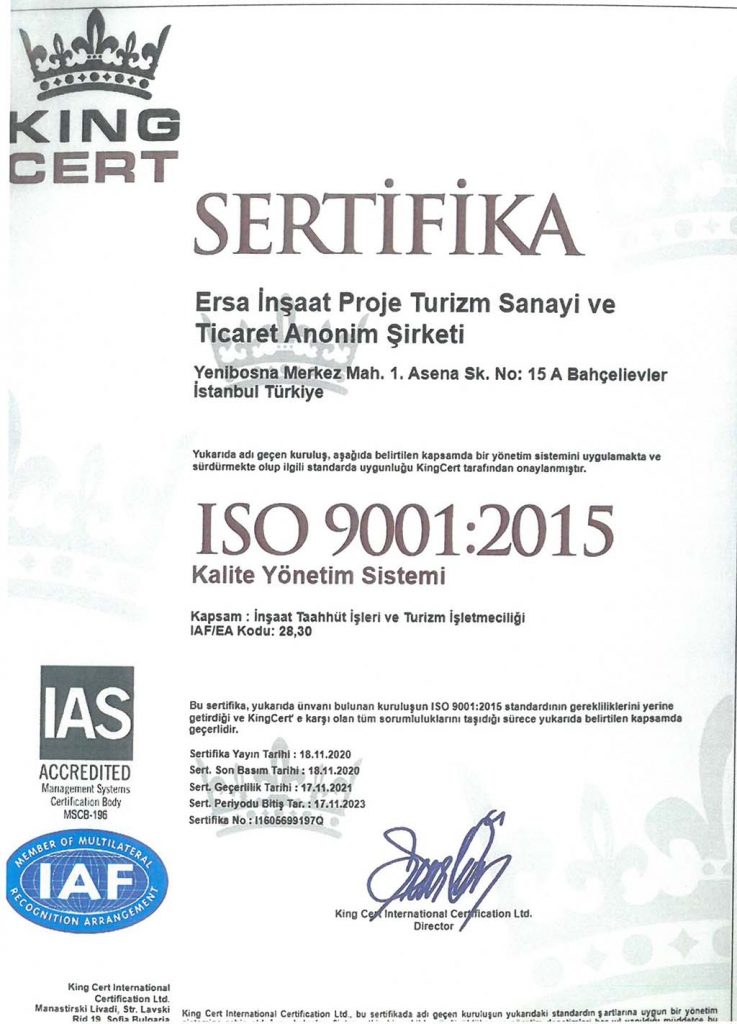 KING
CERT
SERTİFİKA
Ersa İnşaat Proje Turizm Sanayi ve
Ticaret Anonim Şirketi
Yenibosna Merkez Mah. 1. Asena Sk. No: 15 A Bahçelievler
İstanbul Türkiye
Yukarıda adı geçen kuruluş, aşağıda belirtilen kapsamda bir yönetim sistemini uygulamakta ve
sürdürmekte olup ilgili standarda uygunluğu KingCert tarafından onaylanmıştır.
ISO 9001:2015
Kalite Yönetim Sistemi
Kapsam : İnşaat Taahhüt İşleri ve Turizm İşletmeciliği
IAF/EA Kodu: 28,30
IAS
ACCREDITED
Management Systems
Certification Body
MSCB-196
Bu sertifika, yukarıda ünvanı bulunan kuruluşun ISO 9001:2015 standardının gerekliliklerini yerine
getirdiği ve KingCert' e karşı olan tüm sorumluluklarını taşıdığı sürece yukarıda belirtilen kapsamda
geçerlidir.
Sertifika Yayın Tarihi : 18.11.2020
Sert. Son Basım Tarihi : 18.11.2020
Sert. Geçerlilik Tarihi : 17.11.2021
Sert. Periyodu Bitiş Tar. : 17.11.2023
Sertifika No : I1605699197Q
MEMBER OF MULTILATERAL
IAF
RECOGNITION ARRANGEMENT
King Cert International Certification Ltd.
Director
King Cert International
Certification Ltd.
Manastirski Livadi, Str. Lavski
Rid 19, Sofia Bulgaria
King Cert International Certification Ltd., bu sertifikada adı geçen kuruluşun yukarıdaki standardın şartlarına uygun bir yönetim